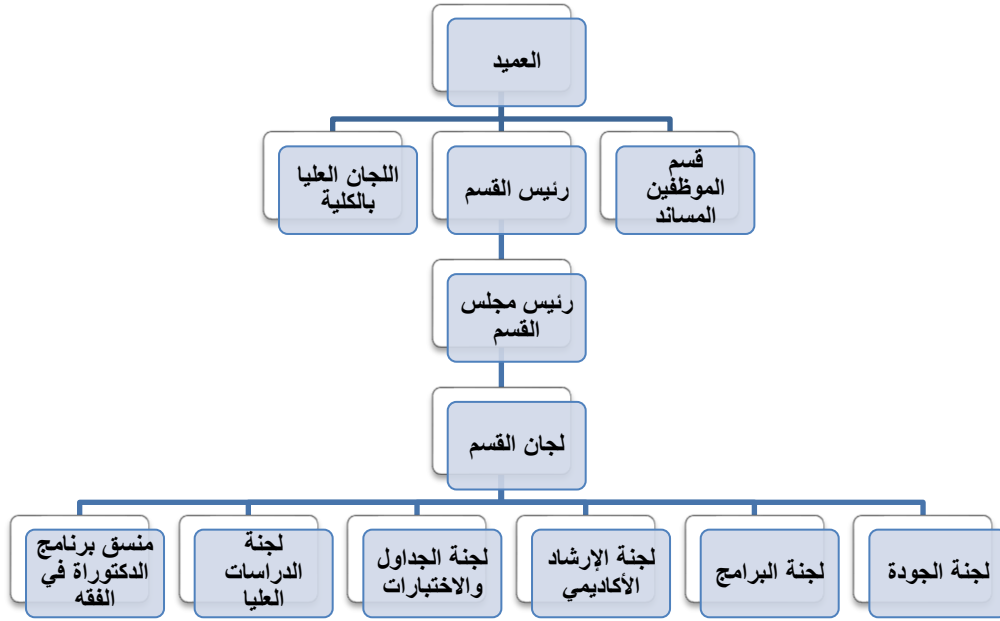 العميد
قسم
الموظفين
المساند
رئيس القسم
اللجان العليا
بالكلية
رئيس مجلس
القسم
لجان القسم
لجنة الجودة
لجنة البرامج
لجنة الإرشاد
الأكاديمي
لجنة الجداول
والاختبارات
لجنة
الدراسات
العليا
منسق برنامج
الدكتوراة في
الفقه